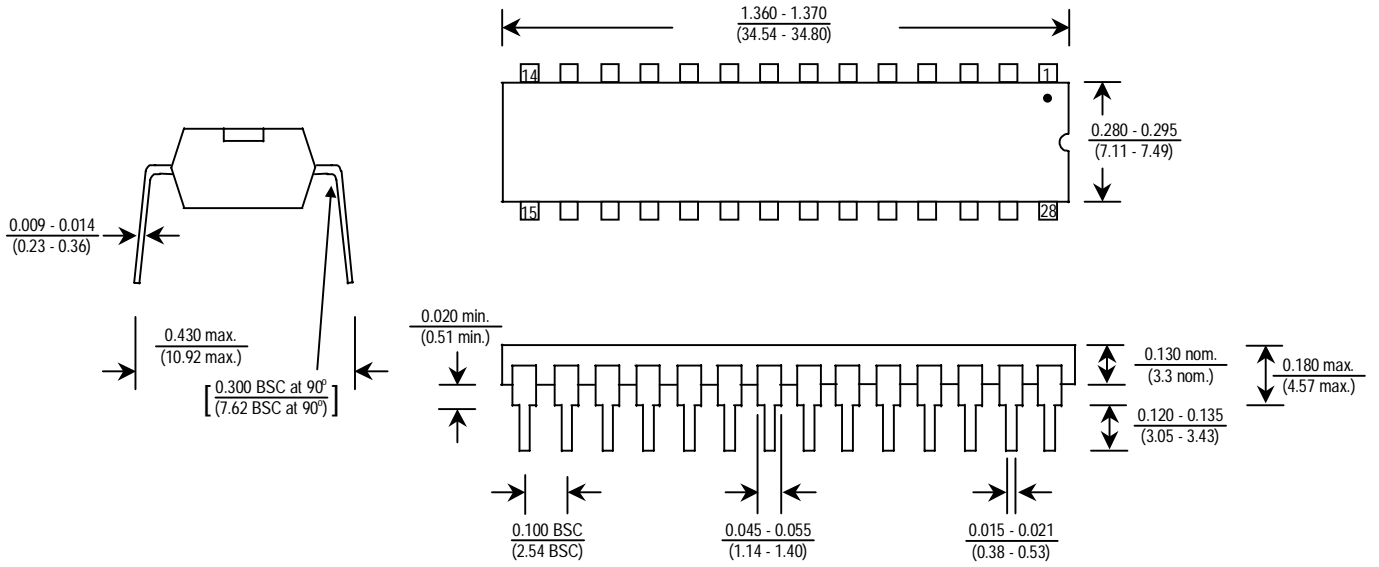 1.360 - 1.370
(34.54 - 34.80)
14
1
0.280 - 0.295
(7.11 - 7.49)
15
28
0.009 - 0.014
(0.23 - 0.36)
0.430 max.
(10.92 max.)
[0.300 BSC at 90°
(7.62 BSC at 90°)]
0.020 min.
(0.51 min.)
0.130 nom.
(3.3 nom.)
0.180 max.
(4.57 max.)
0.120 - 0.135
(3.05 - 3.43)
0.100 BSC
(2.54 BSC)
0.045 - 0.055
(1.14 - 1.40)
0.015 - 0.021
(0.38 - 0.53)